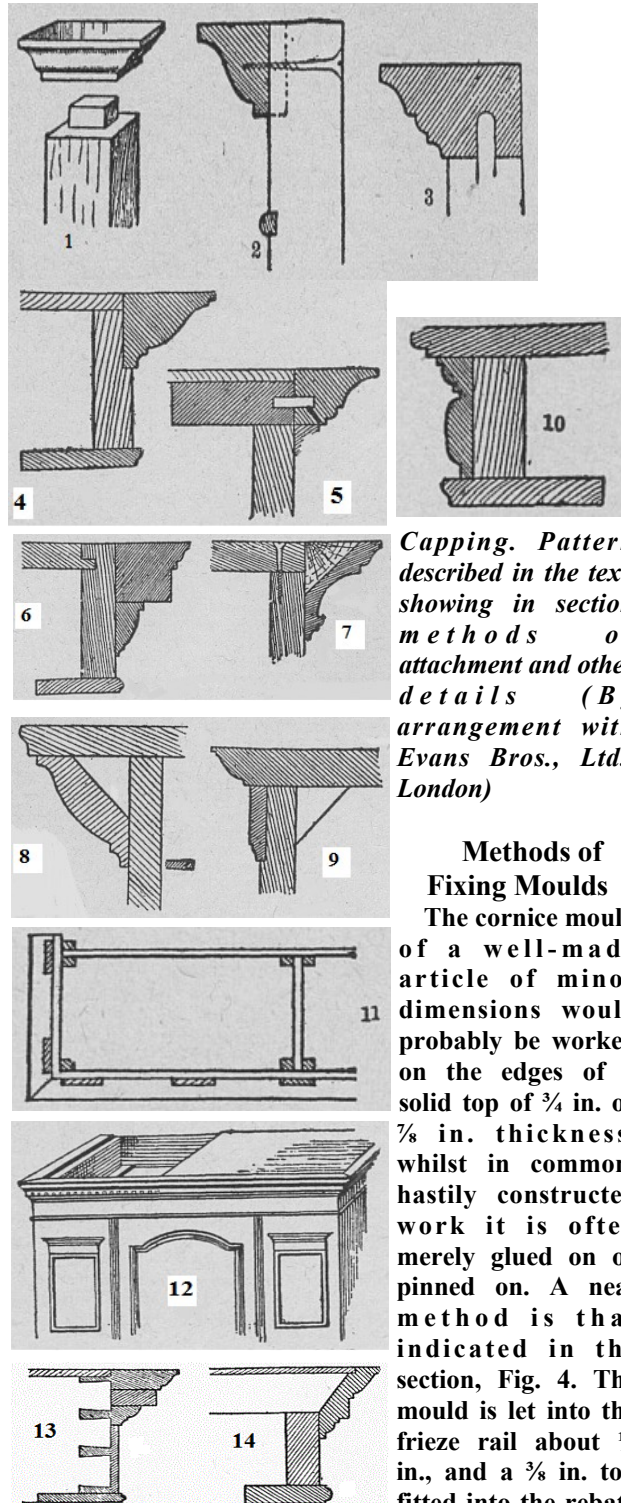 1
2
3
4
5
10
6
7
8
9
11
12
13
14
Capping. Patter
described in the tex
showing in sectio
methods o
attachment and othe
details (B
arrangement wit
Evans Bros., Ltd.
London)
Methods of
Fixing Moulds
The cornice moul
of a well-mad
article of mino
dimensions woul
probably be worke
on the edges of
solid top of ¾ in. o
⅞ in. thickness
whilst in common
hastily constructe
work it is ofte
merely glued on o
pinned on. A nea
method is tha
indicated in th
section, Fig. 4. Th
mould is let into th
frieze rail about
in., and a ⅜ in. to
fitted into the rebat